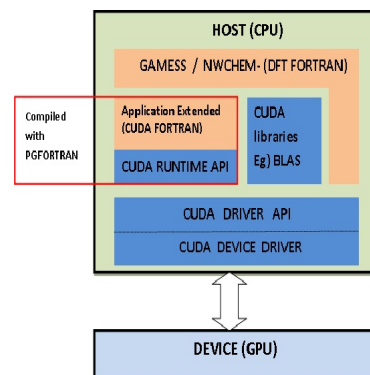 HOST (CPU)
GAMESS / NWCHEM- (DFT FORTRAN)
Compiled
with
PGFORTRAN
Application Extended
(CUDA FORTRAN)
CUDA RUNTIME API
CUDA
libraries
Eg) BLAS
CUDA DRIVER API
CUDA DEVICE DRIVER
DEVICE (GPU)